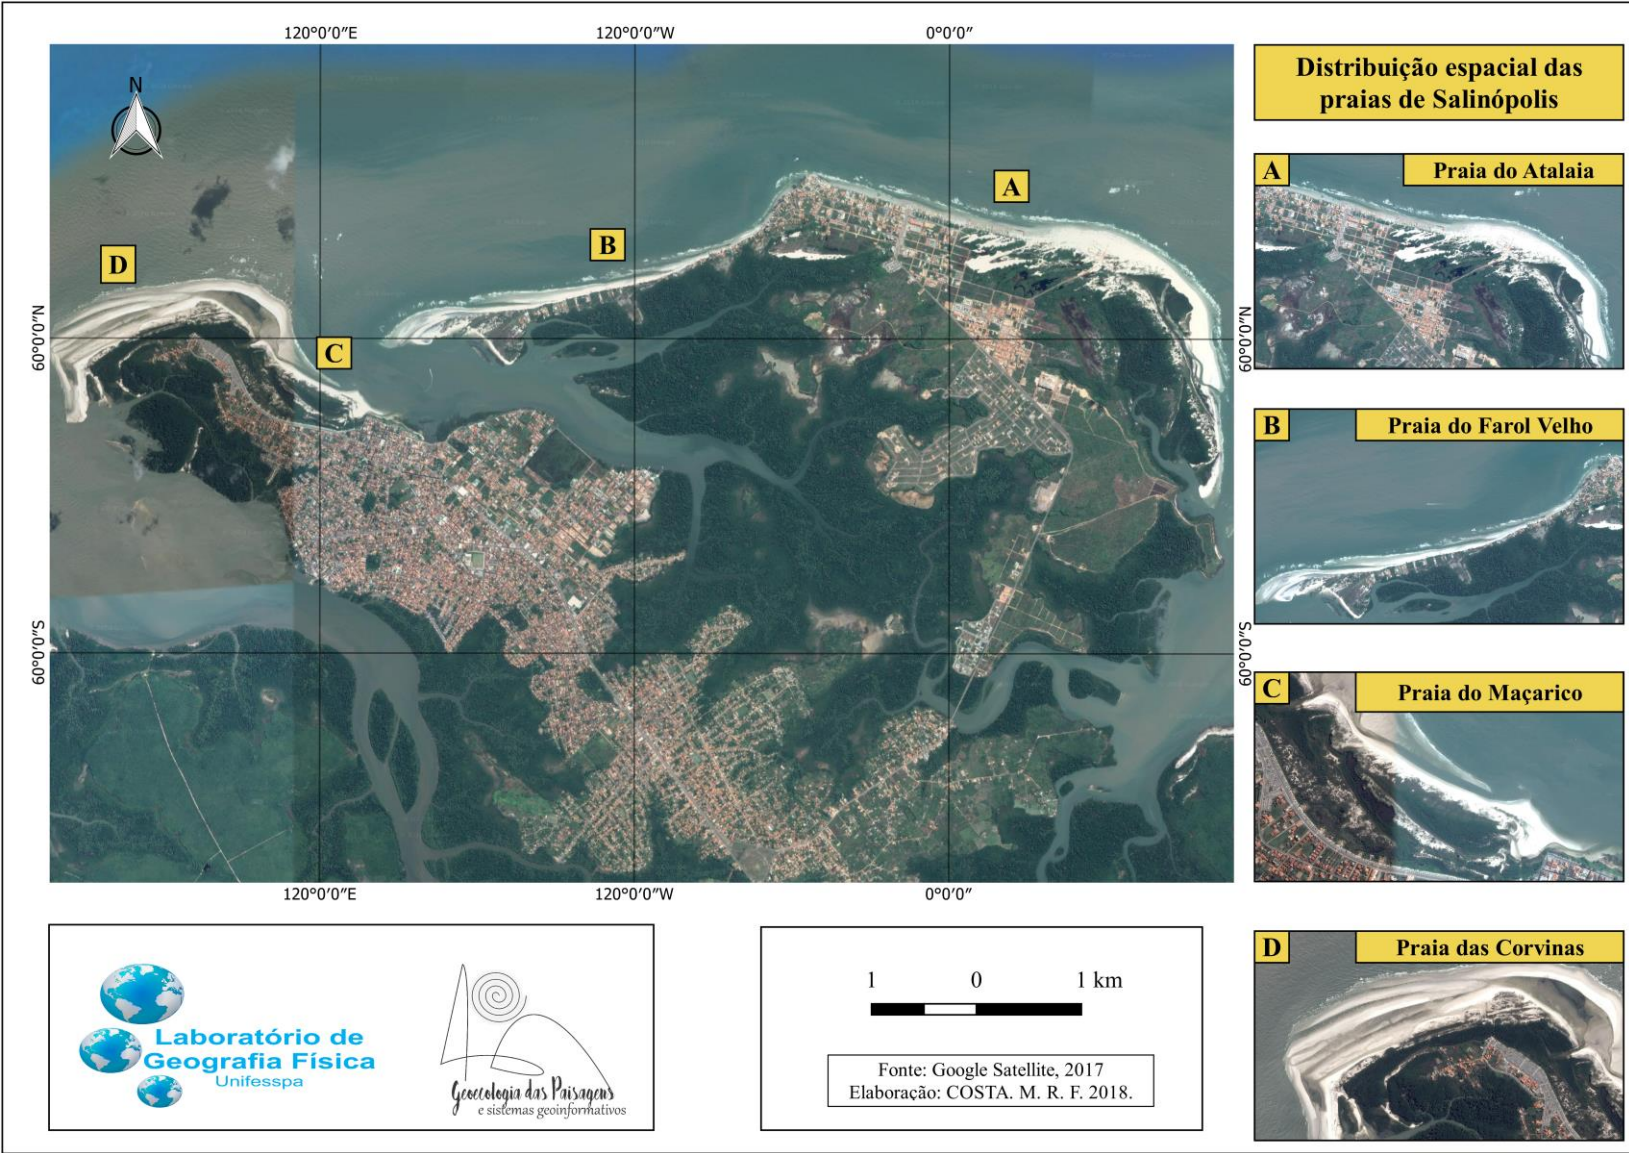 120°0'0"E
120°0'0"W
0°0'0"
Distribuição espacial das
praias de Salinópolis
N
A
Praia do Atalaia
A
B
D
60°0'0"N
60°0'0"N
C
B
Praia do Farol Velho
60°0'0"S
60°0'0"S
C
Praia do Maçarico
120°0'0"E
120°0'0"W
0°0'0"
D
Praia das Corvinas
Laboratório de
Geografia Física
Unifesspa
Geoecologia das Paisagens
e sistemas geoinformativos
1 0 1 km
Fonte: Google Satellite, 2017
Elaboração: COSTA. M. R. F. 2018.